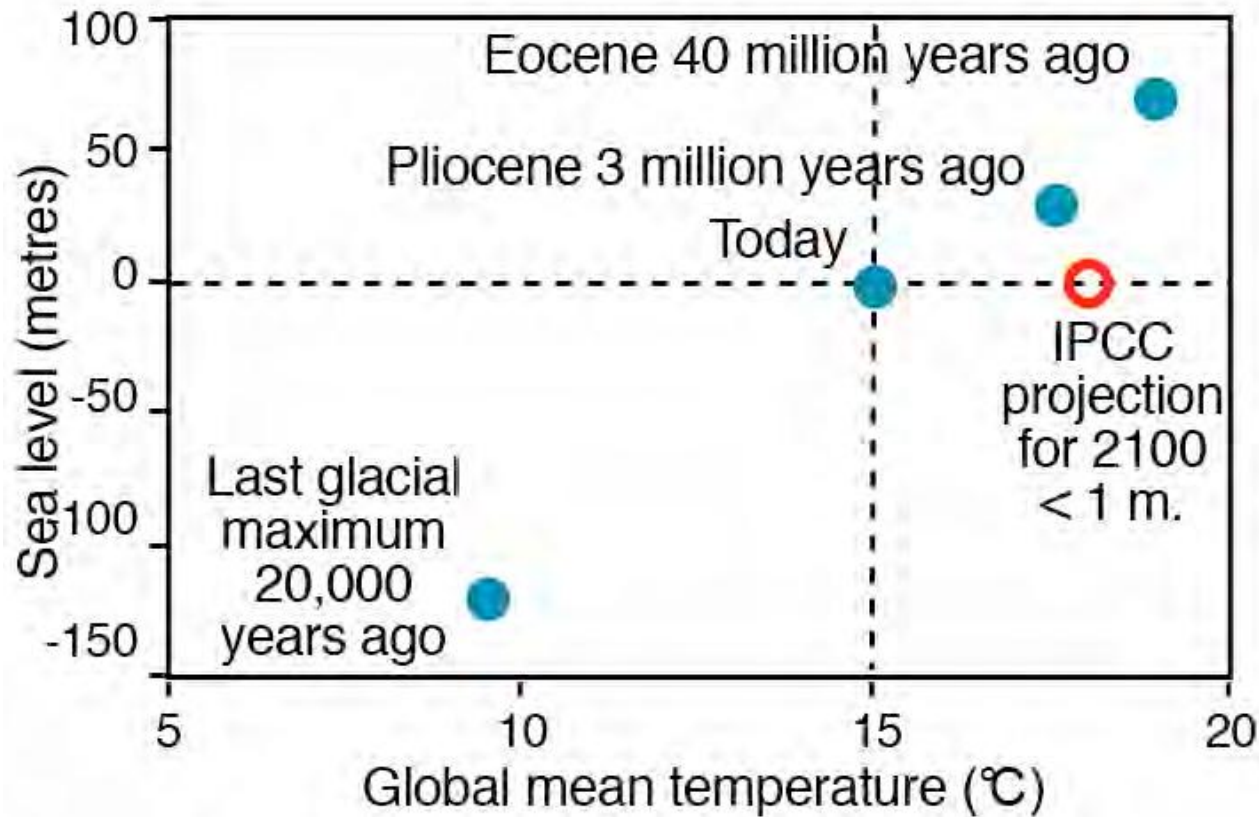 100
50
0
-50
-100
-150
Sea level (metres)
Eocene 40 million years ago
Pliocene 3 million years ago
Today
IPCC
projection
for 2100
< 1 m.
Last glacial
maximum
20,000
years ago
5 10 15 20
Global mean temperature (°C)